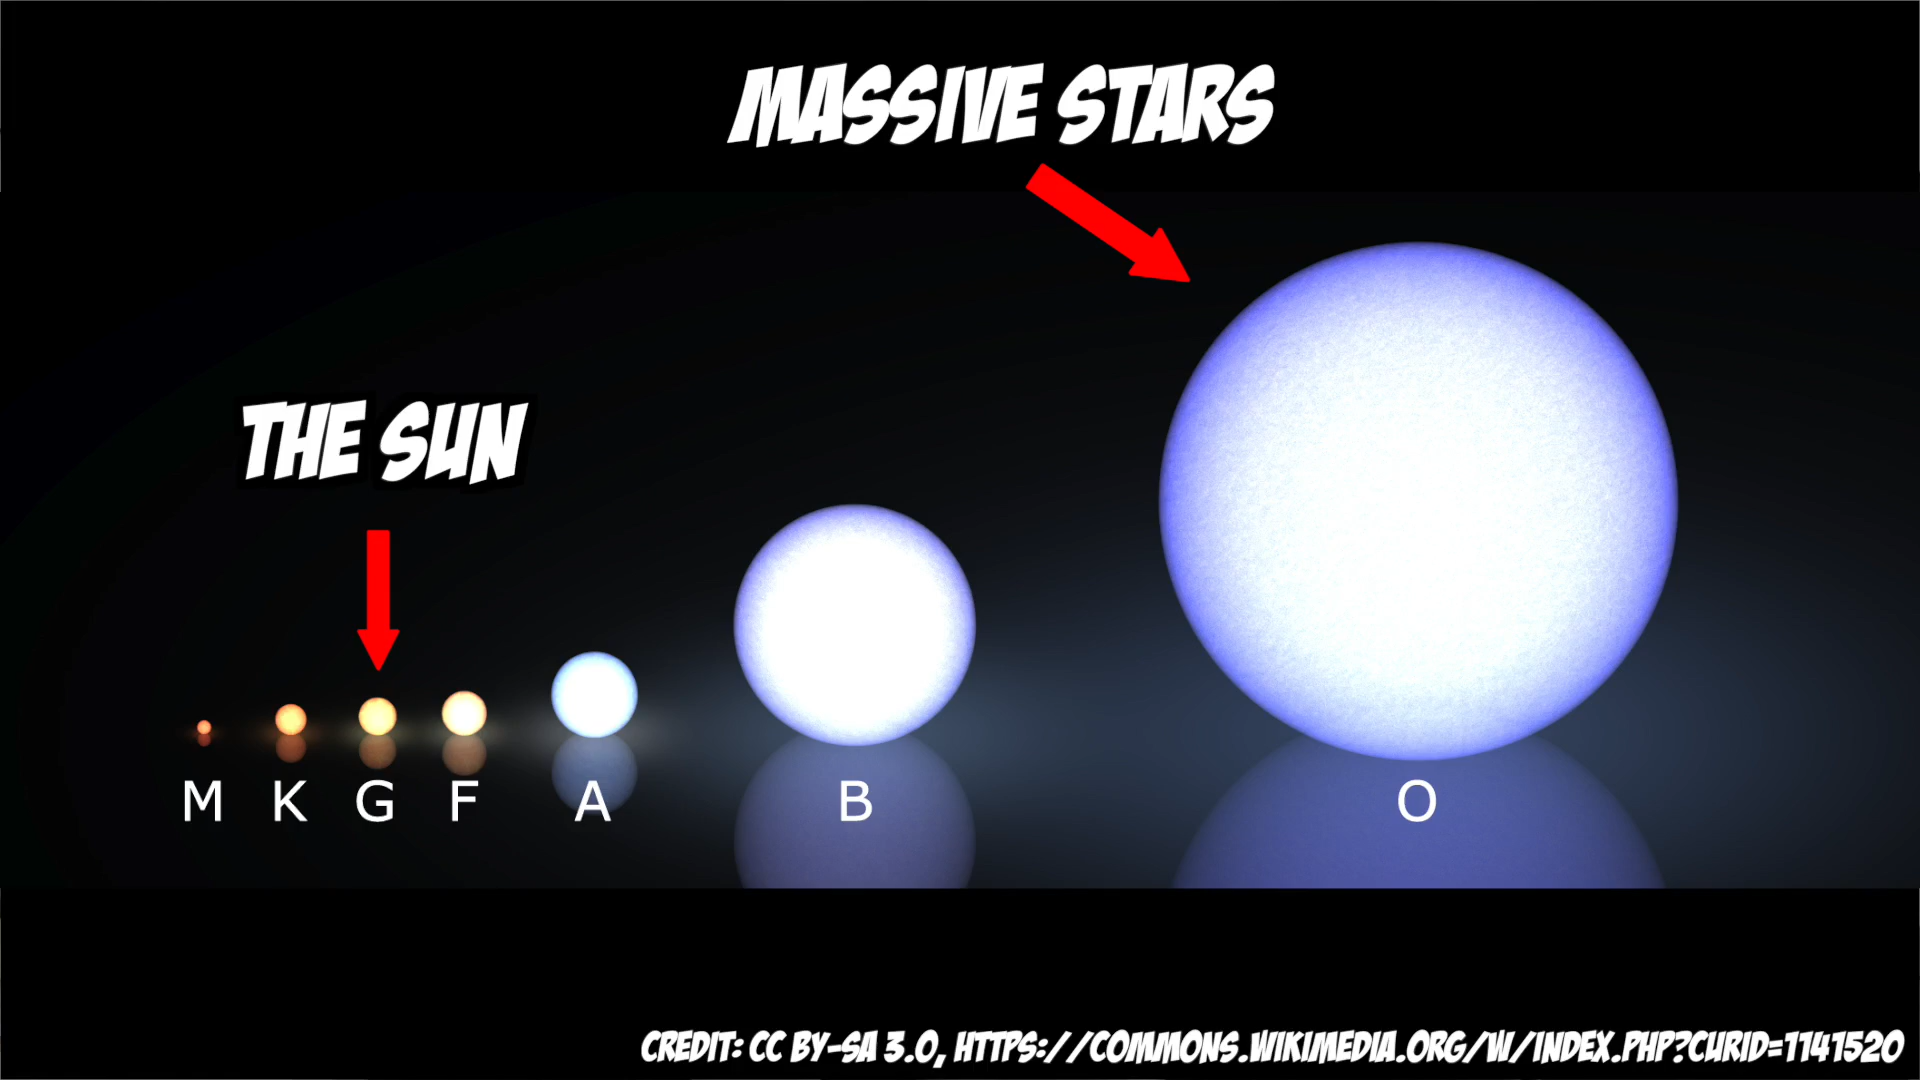 MASSIVE STARS
THE SUN
M K G F A B O
CREDIT: CC BY-SA 3.0, HTTPS://COMMONS.WIKIMEDIA.ORG/W/INDEX.PHP?CURID=1141520